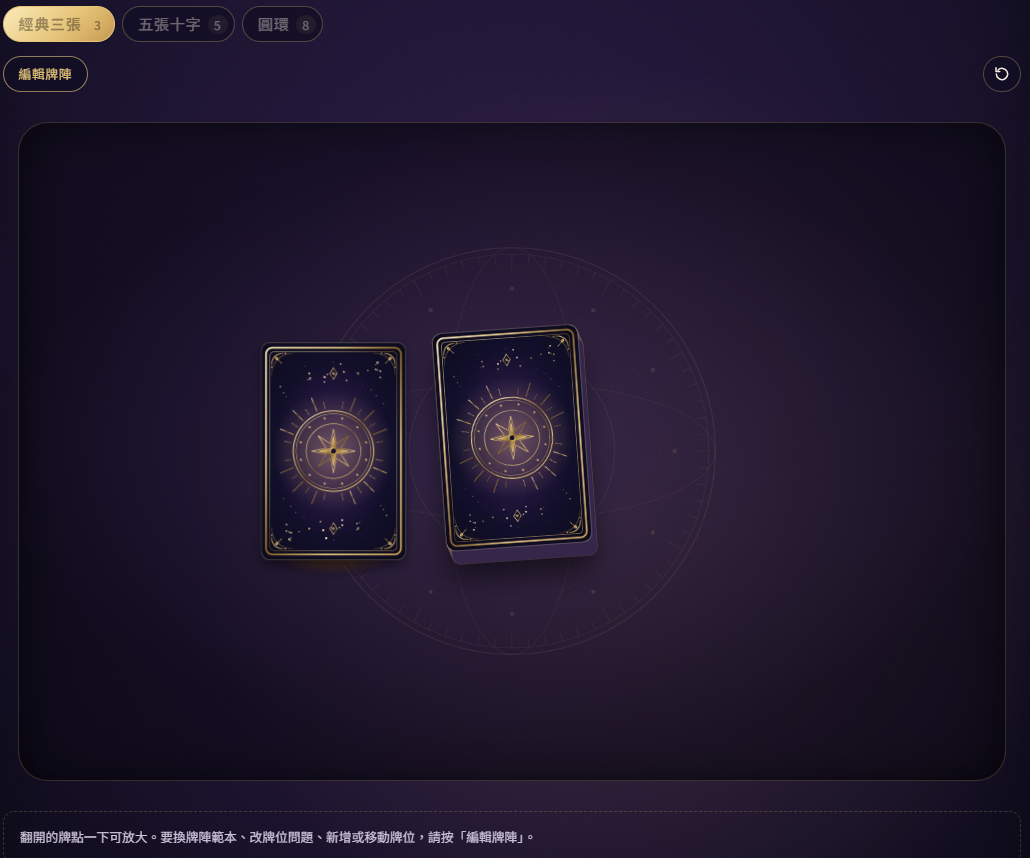 經典三張 3
五張十字 5
圓環 8
編輯牌陣
翻開的牌點一下可放大。要換牌陣範本、改牌位問題、新增或移動牌位，請按「編輯牌陣」。